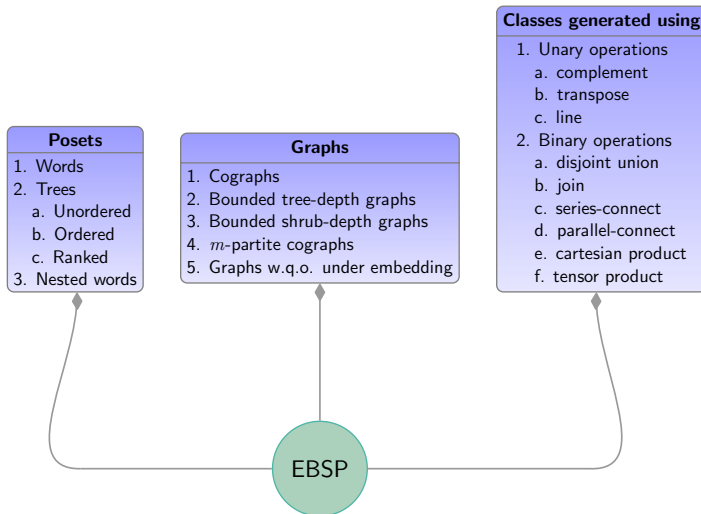 Posets
1. Words
2. Trees
a. Unordered
b. Ordered
c. Ranked
3. Nested words
Graphs
1. Cographs
2. Bounded tree-depth graphs
3. Bounded shrub-depth graphs
4. m-partite cographs
5. Graphs w.q.o. under embedding
Classes generated using
1. Unary operations
a. complement
b. transpose
c. line
2. Binary operations
a. disjoint union
b. join
c. series-connect
d. parallel-connect
e. cartesian product
f. tensor product
EBSP